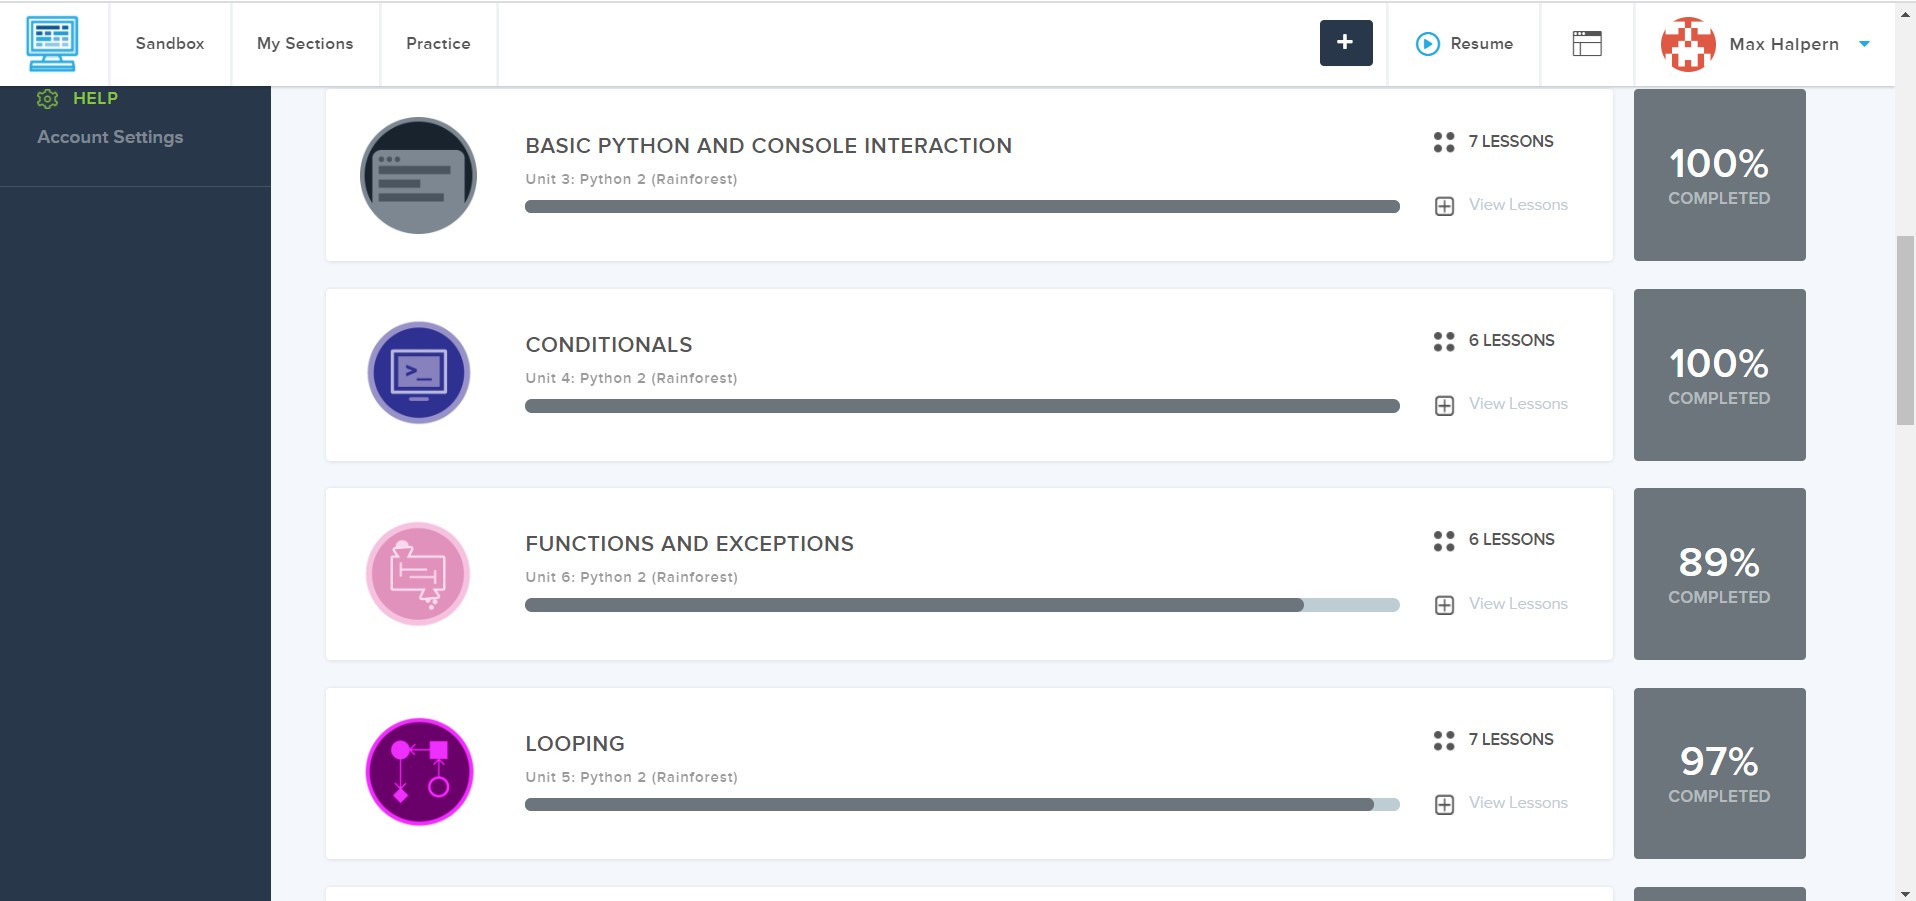 Sandbox
My Sections
Practice
+
Resume
Max Halpern
HELP
Account Settings
BASIC PYTHON AND CONSOLE INTERACTION
Unit 3: Python 2 (Rainforest)
7 LESSONS
View Lessons
100%
COMPLETED
CONDITIONALS
Unit 4: Python 2 (Rainforest)
6 LESSONS
View Lessons
100%
COMPLETED
>_
FUNCTIONS AND EXCEPTIONS
Unit 6: Python 2 (Rainforest)
6 LESSONS
View Lessons
89%
COMPLETED
LOOPING
Unit 5: Python 2 (Rainforest)
7 LESSONS
View Lessons
97%
COMPLETED